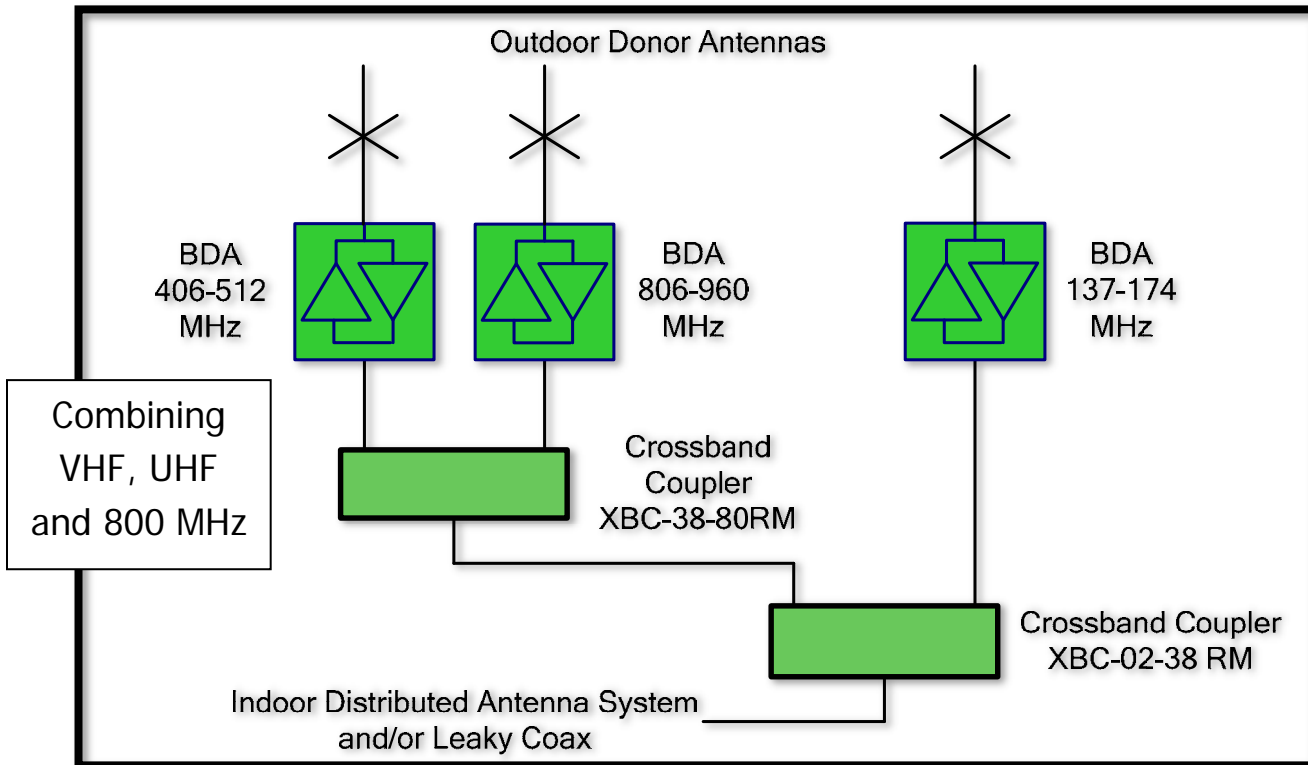 Outdoor Donor Antennas
BDA
406-512
MHz
BDA
806-960
MHz
BDA
137-174
MHz
Combining
VHF, UHF
and 800 MHz
Crossband
Coupler
XBC-38-80RM
Crossband Coupler
XBC-02-38 RM
Indoor Distributed Antenna System
and/or Leaky Coax